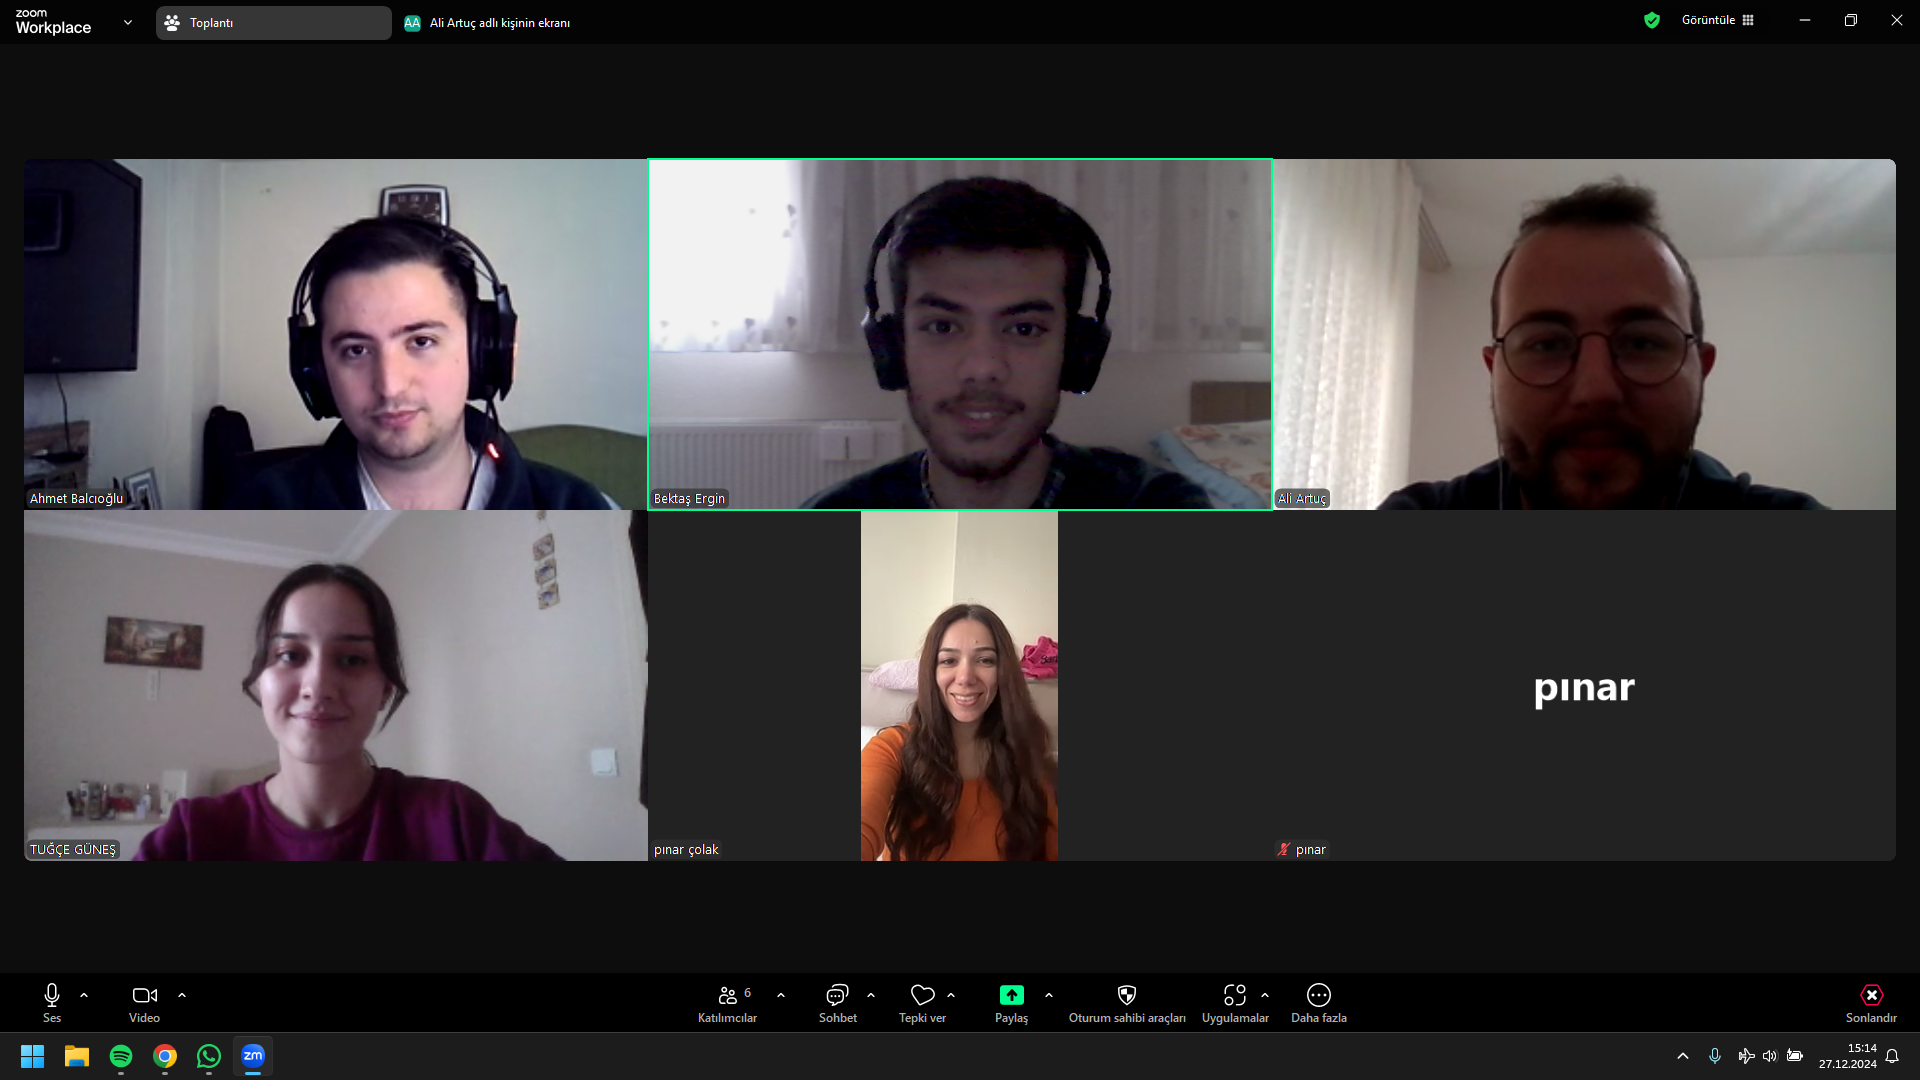 zoom
Workplace
Toplantı
AA
Ali Artuç adlı kişinin ekranı
Görüntüle
Ahmet Balcıoğlu
Bektaş Ergin
Ali Artuç
TUĞÇE GÜNEŞ
pınar çolak
pınar
pınar
Ses
Video
6
Katılımcılar
Sohbet
Tepki ver
Paylaş
Oturum sahibi araçları
Uygulamalar
Daha fazla
Sonlandır
zm
15:14
27.12.2024